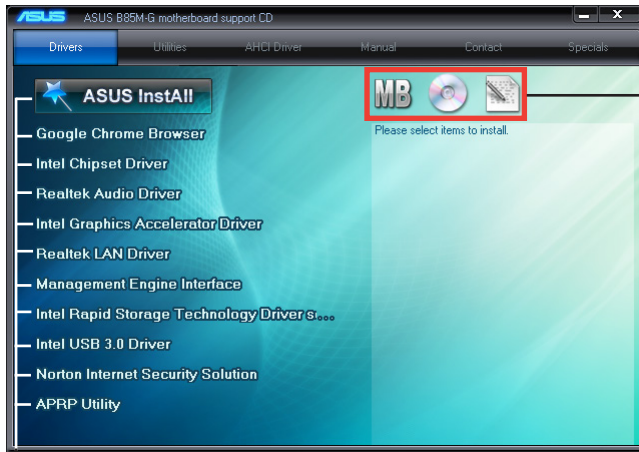 ASUS ASUS B85M-G motherboard support CD
Drivers Utilities AHCI Driver Manual Contact Specials
ASUS InstAll
MB
Please select items to install.
Google Chrome Browser
Intel Chipset Driver
Realtek Audio Driver
Intel Graphics Accelerator Driver
Realtek LAN Driver
Management Engine Interface
Intel Rapid Storage Technology Driver s...
Intel USB 3.0 Driver
Norton Internet Security Solution
APRP Utility